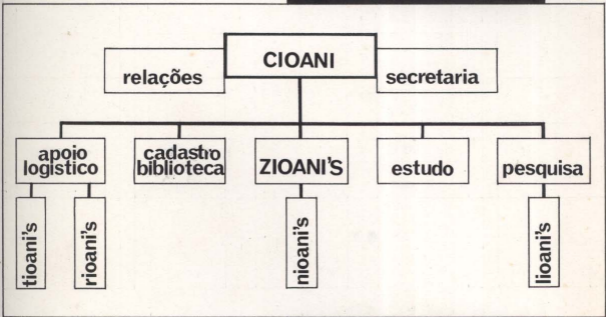 CIOANI
relações
secretaria
apoio
logístico
cadastro
biblioteca
ZIOANI'S
estudo
pesquisa
tioani's
rioani's
nioani's
lioani's